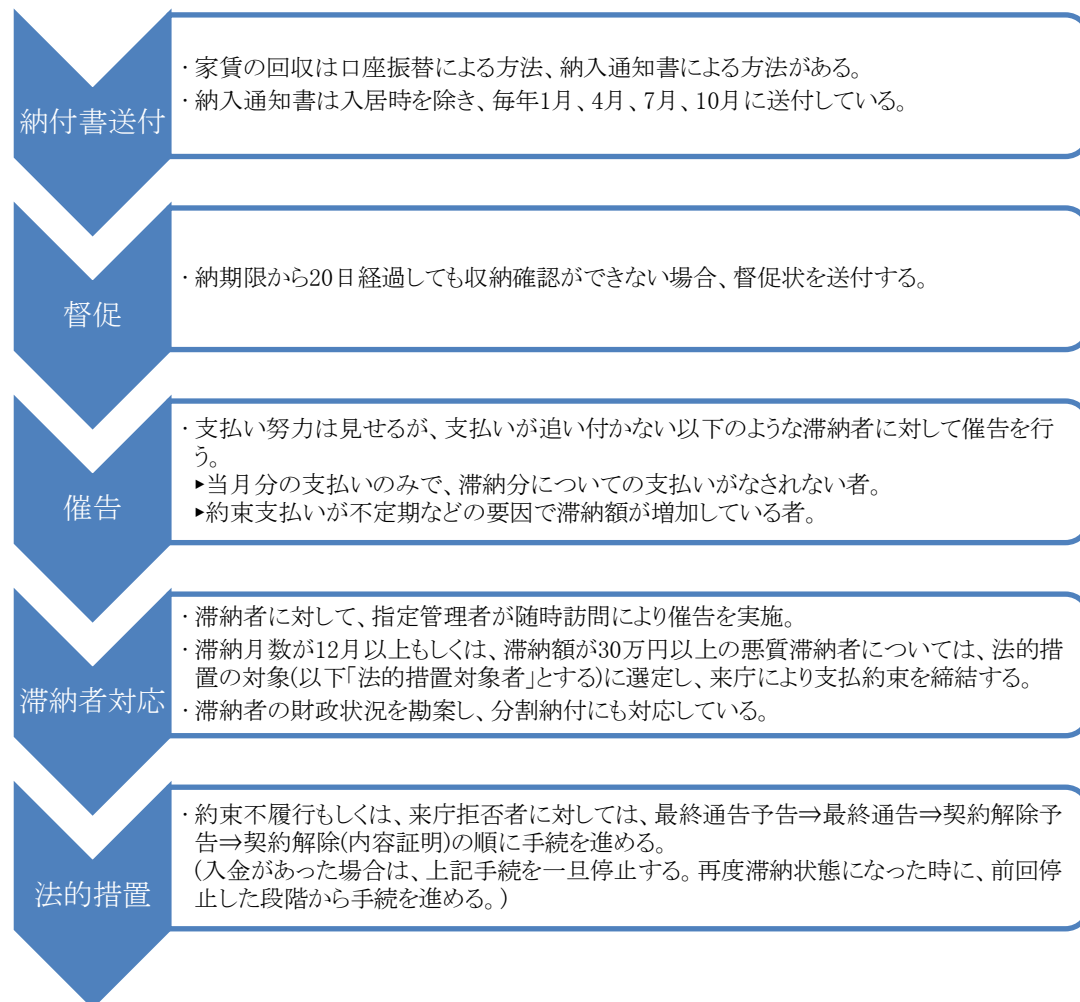 納付書送付
・家賃の回収は口座振替による方法、納入通知書による方法がある。
・納入通知書は入居時を除き、毎年1月、4月、7月、10月に送付している。
督促
・納期限から20日経過しても収納確認ができない場合、督促状を送付する。
催告
・支払い努力は見せるが、支払いが追い付かない以下のような滞納者に対して催告を行
う。
▸当月分の支払いのみで、滞納分についての支払いがなされない者。
▸約束支払いが不定期などの要因で滞納額が増加している者。
滞納者対応
・滞納者に対して、指定管理者が随時訪問により催告を実施。
・滞納月数が12月以上もしくは、滞納額が30万円以上の悪質滞納者については、法的措
置の対象(以下「法的措置対象者」とする)に選定し、来庁により支払約束を締結する。
・滞納者の財政状況を勘案し、分割納付にも対応している。
法的措置
・約束不履行もしくは、来庁拒否者に対しては、最終通告予告⇒最終通告⇒契約解除予
告⇒契約解除(内容証明)の順に手続を進める。
(入金があった場合は、上記手続を一旦停止する。再度滞納状態になった時に、前回停
止した段階から手続を進める。)